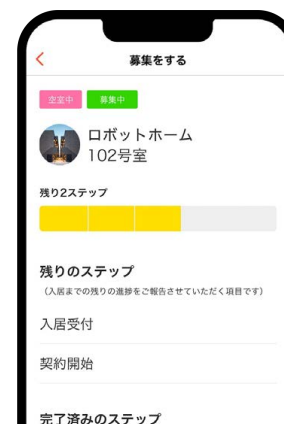 募集をする
空室中 募集中
ロボットホーム
102号室
残り2ステップ
残りのステップ
（入居までの残りの進捗をご報告させていただく項目です）
入居受付
契約開始
完了済みのステップ